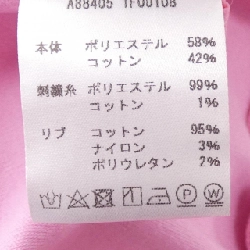 A88405 1F00108
本体 ポリエステル 58%
コットン 42%
刺繍糸 ポリエステル 99%
コットン 1%
リブ コットン 95%
ナイロン 3%
ポリウレタン 2%
P W